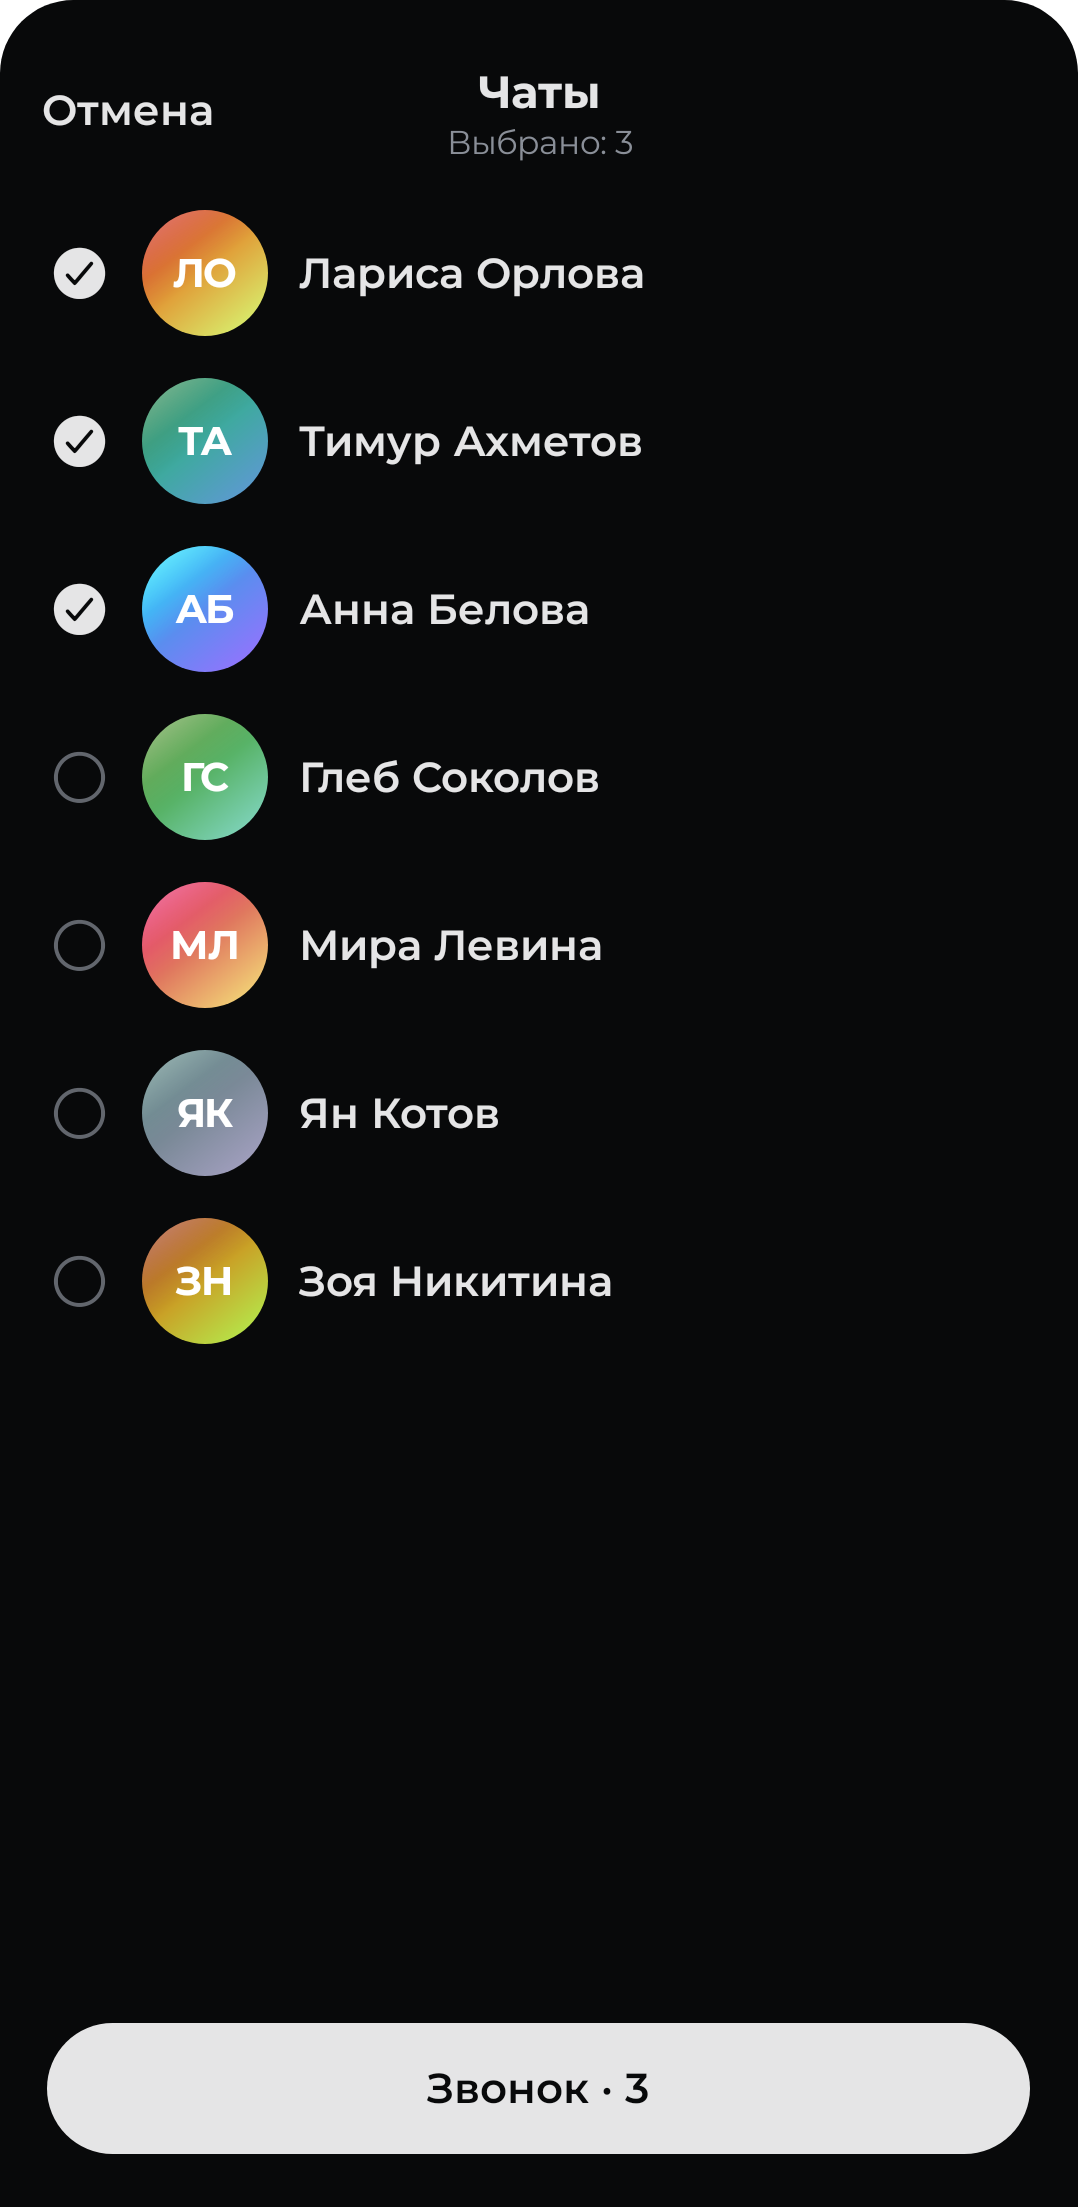 Отмена
Чаты
Выбрано: 3
ЛО
Лариса Орлова
ТА
Тимур Ахметов
АБ
Анна Белова
ГС
Глеб Соколов
МЛ
Мира Левина
ЯК
Ян Котов
ЗН
Зоя Никитина
Звонок · 3